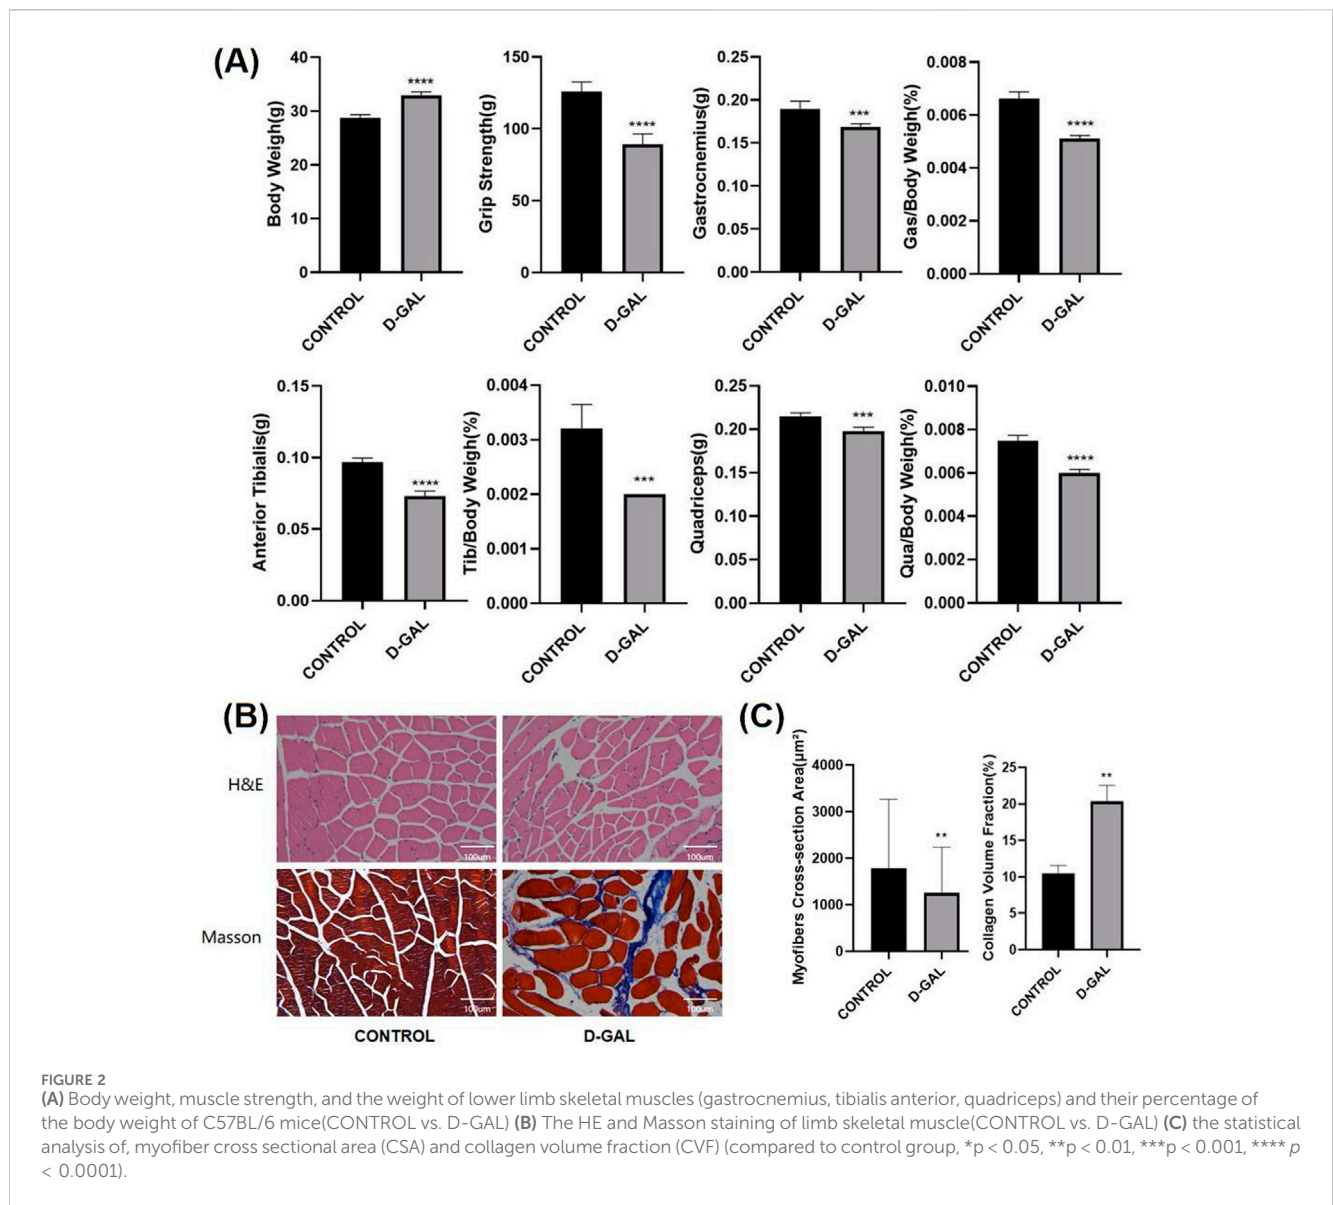 (A)
Body Weigh(g)
40
30
20
10
0
****
CONTROL
D-GAL
Grip Strength(g)
150
100
50
0
****
CONTROL
D-GAL
Gastrocnemius(g)
0.25
0.20
0.15
0.10
0.05
0.00
***
CONTROL
D-GAL
Gas/Body Weigh(%)
0.008
0.006
0.004
0.002
0.000
****
CONTROL
D-GAL
Anterior Tibialis(g)
0.15
0.10
0.05
0.00
****
CONTROL
D-GAL
Tib/Body Weigh(%)
0.004
0.003
0.002
0.001
0.000
***
CONTROL
D-GAL
Quadriceps(g)
0.25
0.20
0.15
0.10
0.05
0.00
***
CONTROL
D-GAL
Qua/Body Weigh(%)
0.010
0.008
0.006
0.004
0.002
0.000
****
CONTROL
D-GAL
(B)
H&E
100um
100um
Masson
100um
100um
CONTROL
D-GAL
(C)
Myofibers Cross-section Area(μm²)
4000
3000
2000
1000
0
**
CONTROL
D-GAL
Collagen Volume Fraction(%)
25
20
15
10
5
0
**
CONTROL
D-GAL
FIGURE 2
(A) Body weight, muscle strength, and the weight of lower limb skeletal muscles (gastrocnemius, tibialis anterior, quadriceps) and their percentage of
the body weight of C57BL/6 mice(CONTROL vs. D-GAL) (B) The HE and Masson staining of limb skeletal muscle(CONTROL vs. D-GAL) (C) the statistical
analysis of, myofiber cross sectional area (CSA) and collagen volume fraction (CVF) (compared to control group, *p < 0.05, **p < 0.01, ***p < 0.001, **** p
< 0.0001).